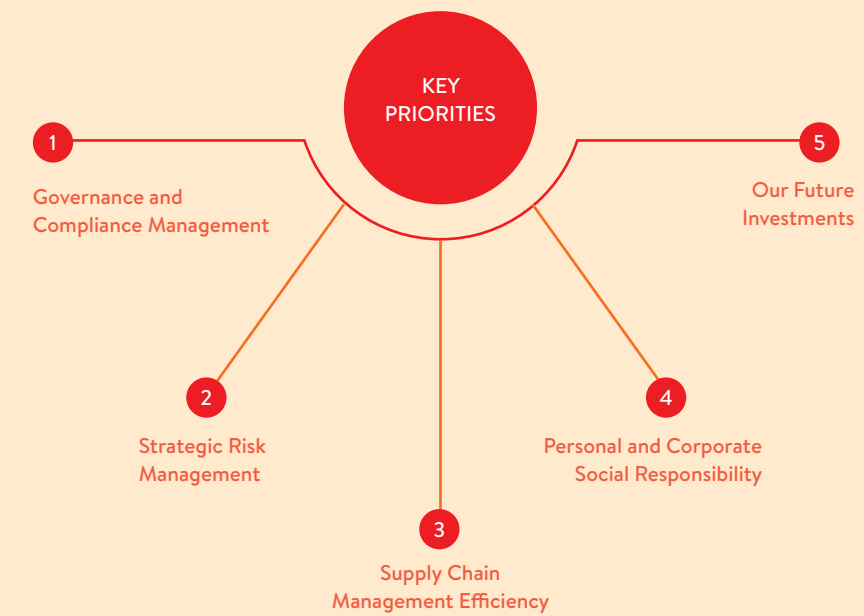 KEY
PRIORITIES
1
Governance and
Compliance Management
2
Strategic Risk
Management
3
Supply Chain
Management Efficiency
4
Personal and Corporate
Social Responsibility
5
Our Future
Investments